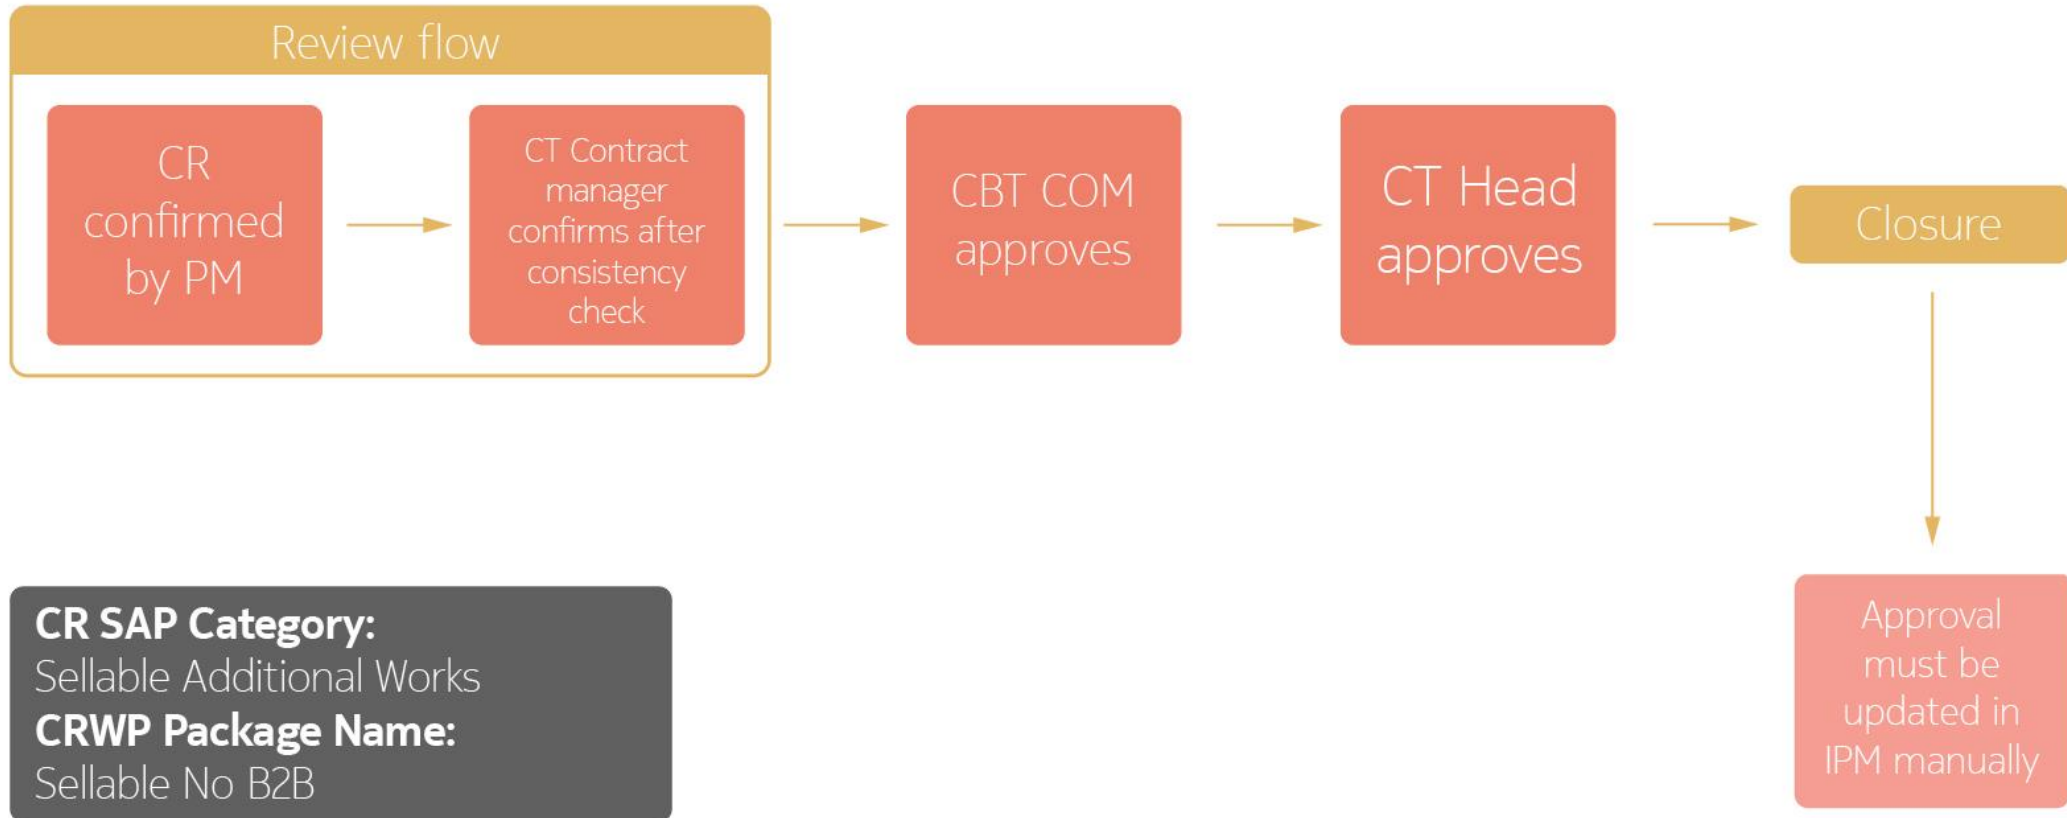 Review flow
CR
confirmed
by PM
CT Contract
manager
confirms after
consistency
check
CBT COM
approves
CT Head
approves
Closure
Approval
must be
updated in
IPM manually
CR SAP Category:
Sellable Additional Works
CRWP Package Name:
Sellable No B2B